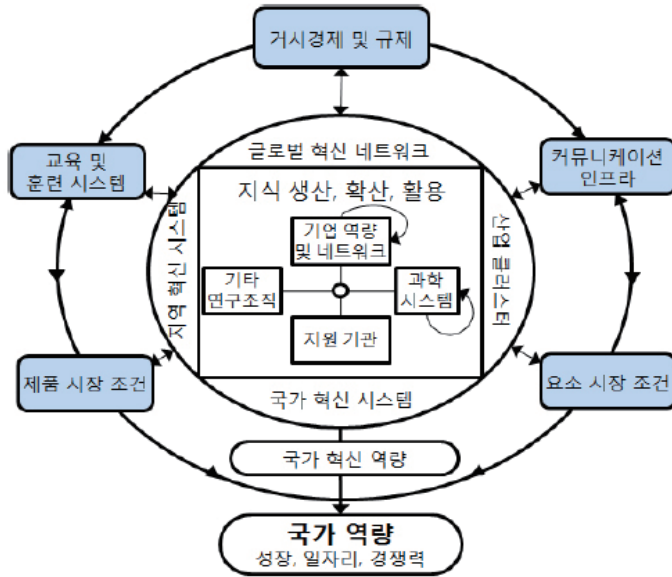 거시경제 및 규제
교육 및
훈련 시스템
커뮤니케이션
인프라
글로벌 혁신 네트워크
지식 생산, 확산, 활용
지역 혁신 시스템
산업 클러스터
기업 역량
및 네트워크
기타
연구조직
과학
시스템
지원 기관
제품 시장 조건
요소 시장 조건
국가 혁신 시스템
국가 혁신 역량
국가 역량
성장, 일자리, 경쟁력